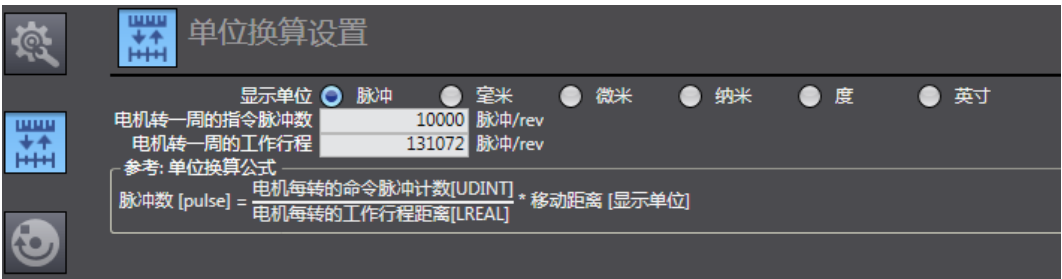 单位换算设置
显示单位 脉冲 毫米 微米 纳米 度 英寸
电机转一周的指令脉冲数 10000 脉冲/rev
电机转一周的工作行程 131072 脉冲/rev
参考: 单位换算公式
脉冲数 [pulse] = 电机每转的命令脉冲计数[UDINT] / 电机每转的工作行程距离[LREAL] * 移动距离 [显示单位]